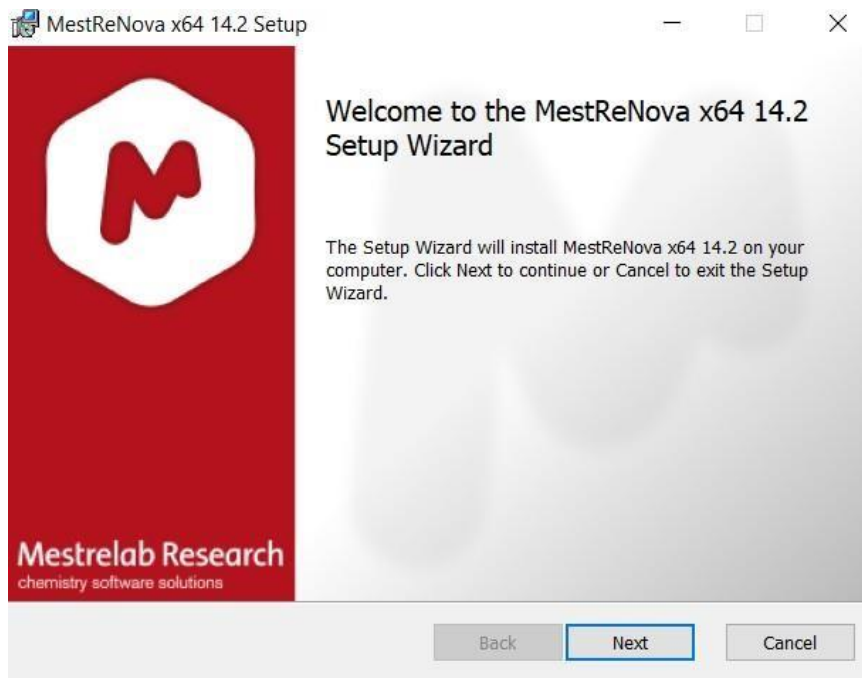 MestReNova x64 14.2 Setup
Welcome to the MestReNova x64 14.2
Setup Wizard
The Setup Wizard will install MestReNova x64 14.2 on your
computer. Click Next to continue or Cancel to exit the Setup
Wizard.
Mestrelab Research
chemistry software solutions
Back
Next
Cancel